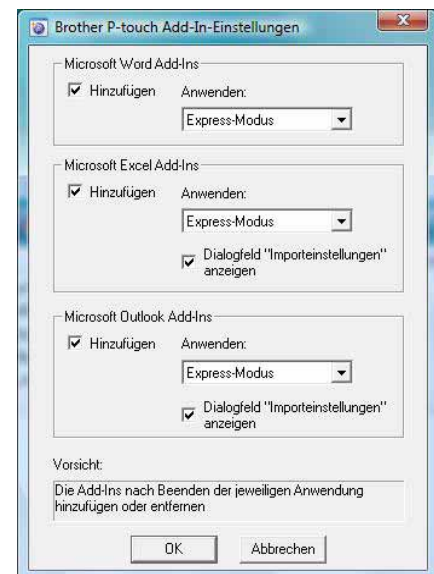 Brother P-touch Add-In-Einstellungen
Microsoft Word Add-Ins
Hinzufügen
Anwenden:
Express-Modus
Microsoft Excel Add-Ins
Hinzufügen
Anwenden:
Express-Modus
Dialogfeld "Importeinstellungen"
anzeigen
Microsoft Outlook Add-Ins
Hinzufügen
Anwenden:
Express-Modus
Dialogfeld "Importeinstellungen"
anzeigen
Vorsicht:
Die Add-Ins nach Beenden der jeweiligen Anwendung
hinzufügen oder entfernen
OK
Abbrechen